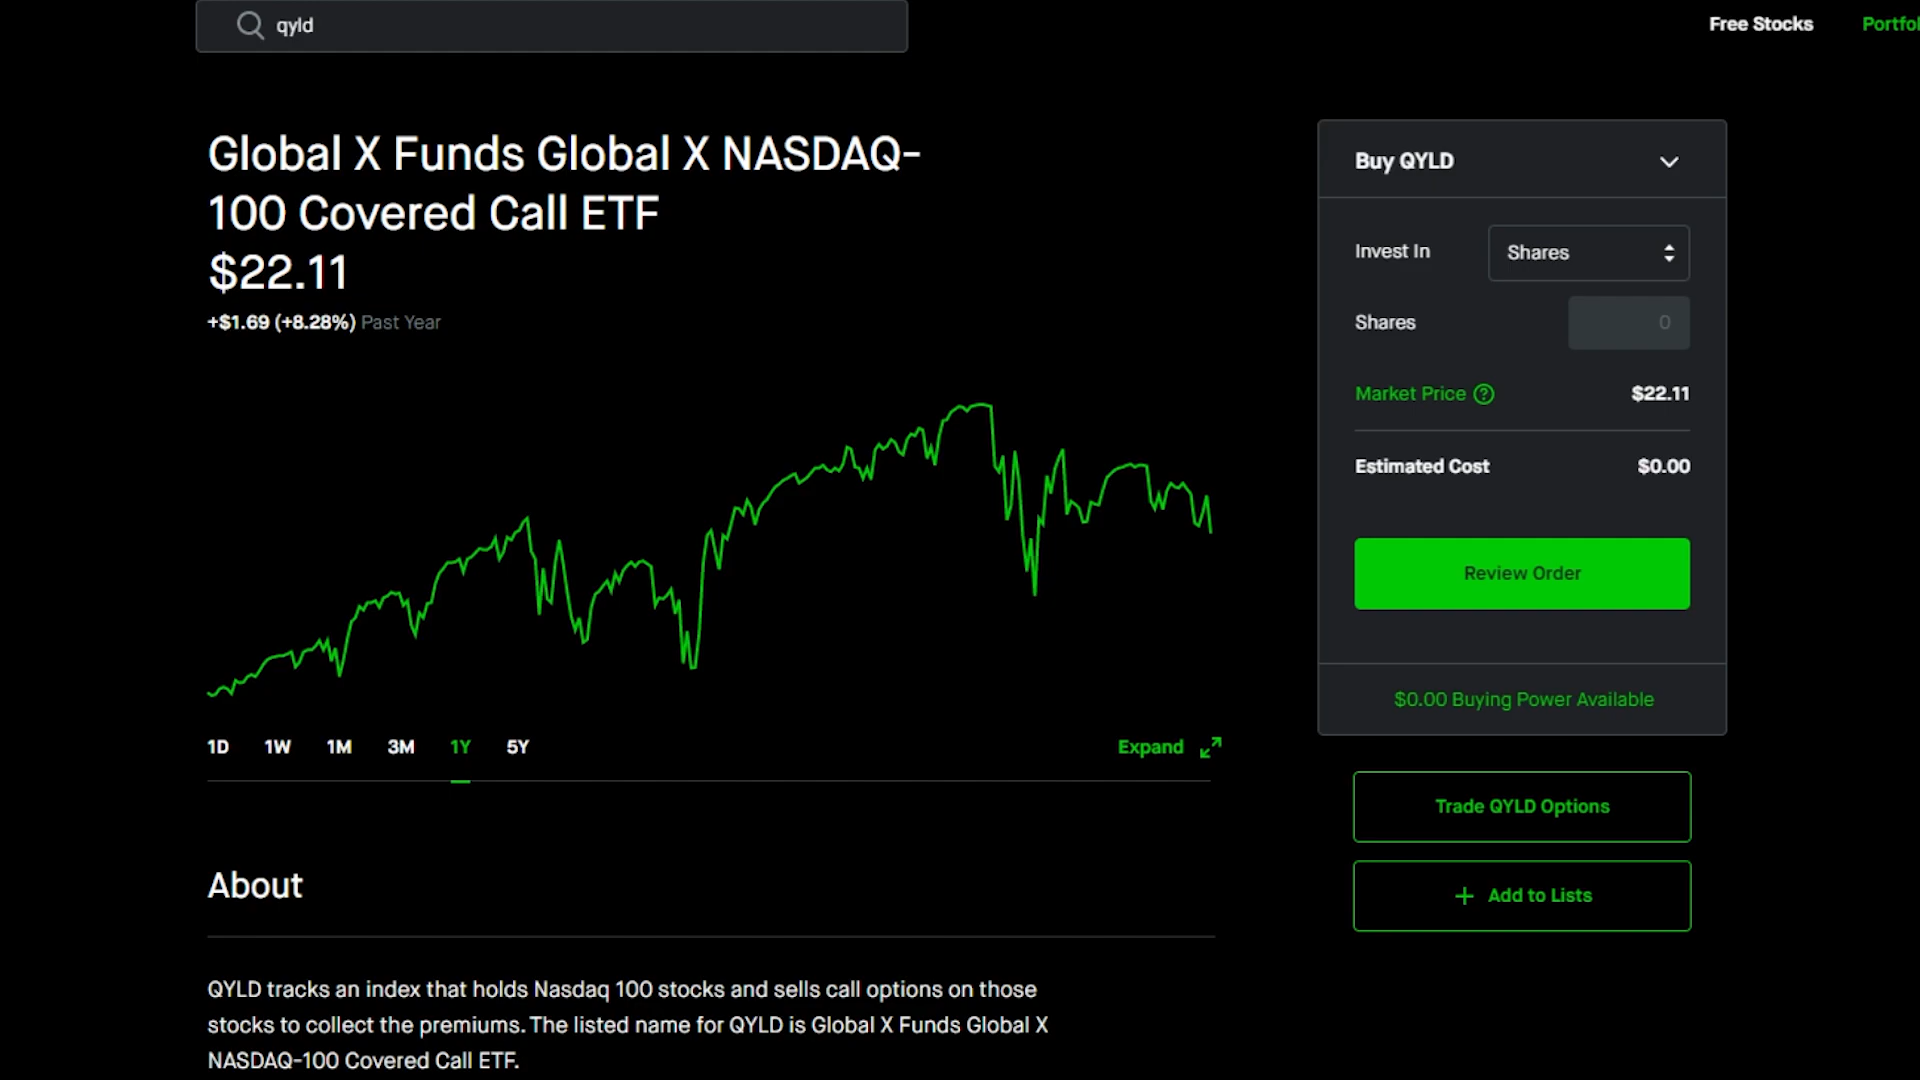 qyld
Free Stocks
Portfol
Global X Funds Global X NASDAQ-
100 Covered Call ETF
$22.11
+$1.69 (+8.28%) Past Year
1D 1W 1M 3M 1Y 5Y
Expand
About
QYLD tracks an index that holds Nasdaq 100 stocks and sells call options on those
stocks to collect the premiums. The listed name for QYLD is Global X Funds Global X
NASDAQ-100 Covered Call ETF.
Buy QYLD
Invest In Shares
Shares 0
Market Price ? $22.11
Estimated Cost $0.00
Review Order
$0.00 Buying Power Available
Trade QYLD Options
+ Add to Lists